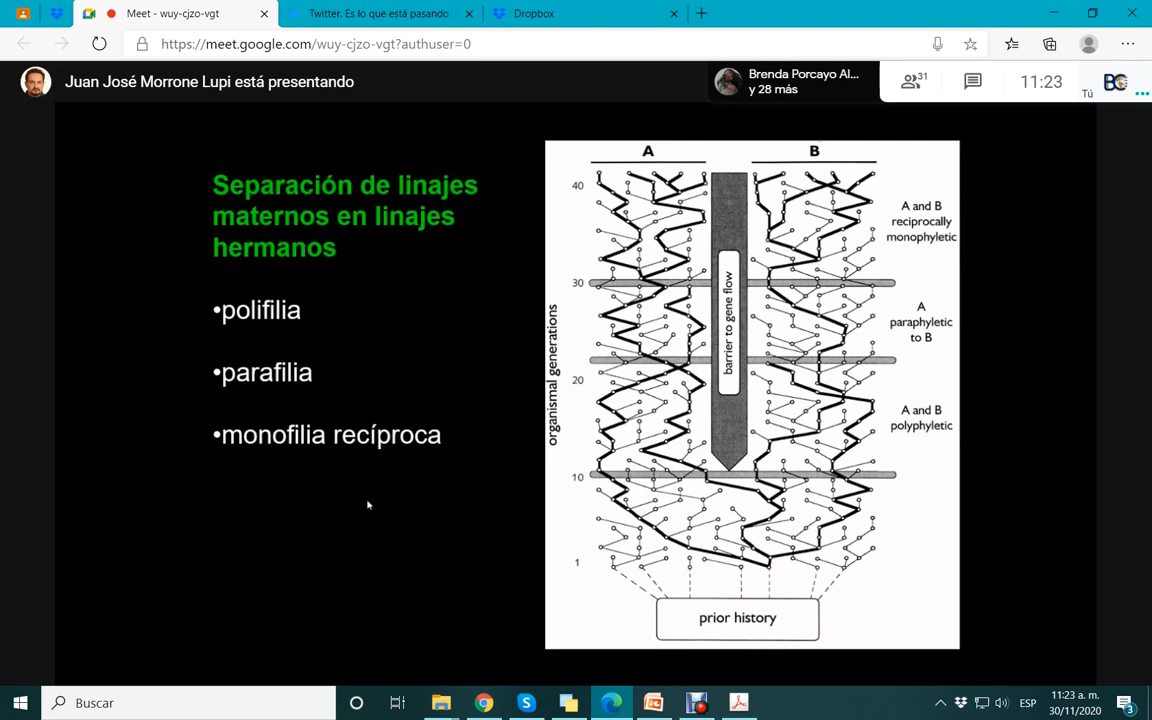 Meet - wuy-cjzo-vgt
Twitter. Es lo que está pasando.
Dropbox
https://meet.google.com/wuy-cjzo-vgt?authuser=0
Juan José Morrone Lupi está presentando
Brenda Porcayo Al...
y 28 más
31
11:23
Tú
BC
Separación de linajes
maternos en linajes
hermanos
•polifilia
•parafilia
•monofilia recíproca
A
B
40
30
20
10
1
organismal generations
barrier to gene flow
A and B
reciprocally
monophyletic
A
paraphyletic
to B
A and B
polyphyletic
prior history
Buscar
ESP
11:23 a. m.
30/11/2020
3